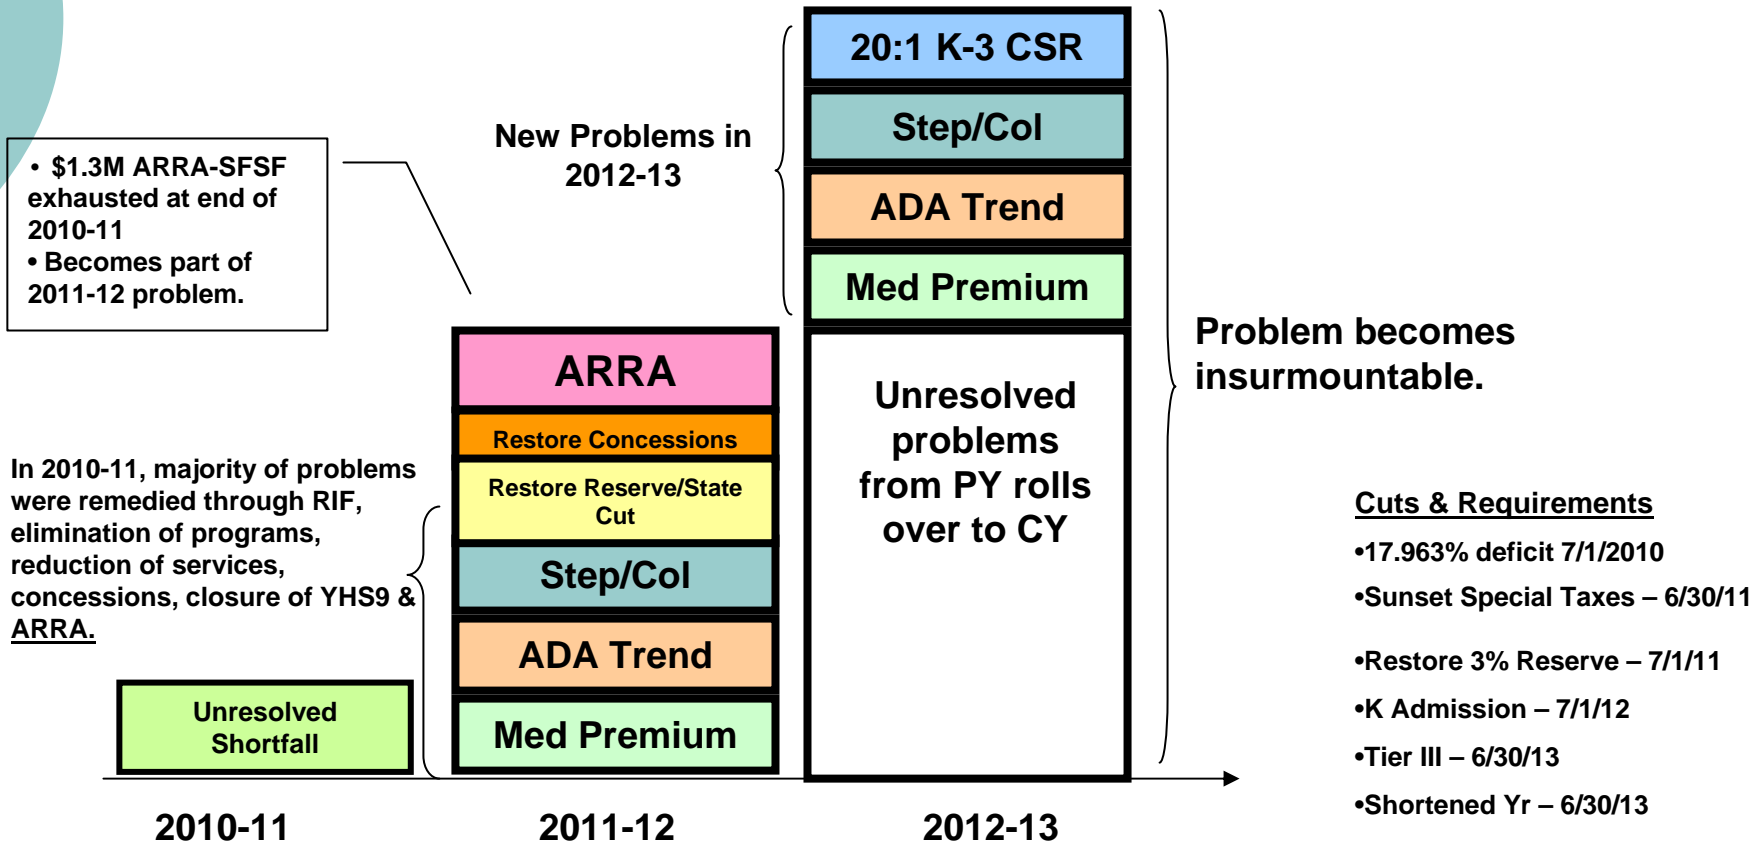 • $1.3M ARRA-SFSF
exhausted at end of
2010-11
• Becomes part of
2011-12 problem.
In 2010-11, majority of problems
were remedied through RIF,
elimination of programs,
reduction of services,
concessions, closure of YHS9 &
ARRA.
Unresolved
Shortfall
2010-11
ARRA
Restore Concessions
Restore Reserve/State
Cut
Step/Col
ADA Trend
Med Premium
2011-12
New Problems in
2012-13
20:1 K-3 CSR
Step/Col
ADA Trend
Med Premium
Unresolved
problems
from PY rolls
over to CY
2012-13
Problem becomes
insurmountable.
Cuts & Requirements
•17.963% deficit 7/1/2010
•Sunset Special Taxes – 6/30/11
•Restore 3% Reserve – 7/1/11
•K Admission – 7/1/12
•Tier III – 6/30/13
•Shortened Yr – 6/30/13